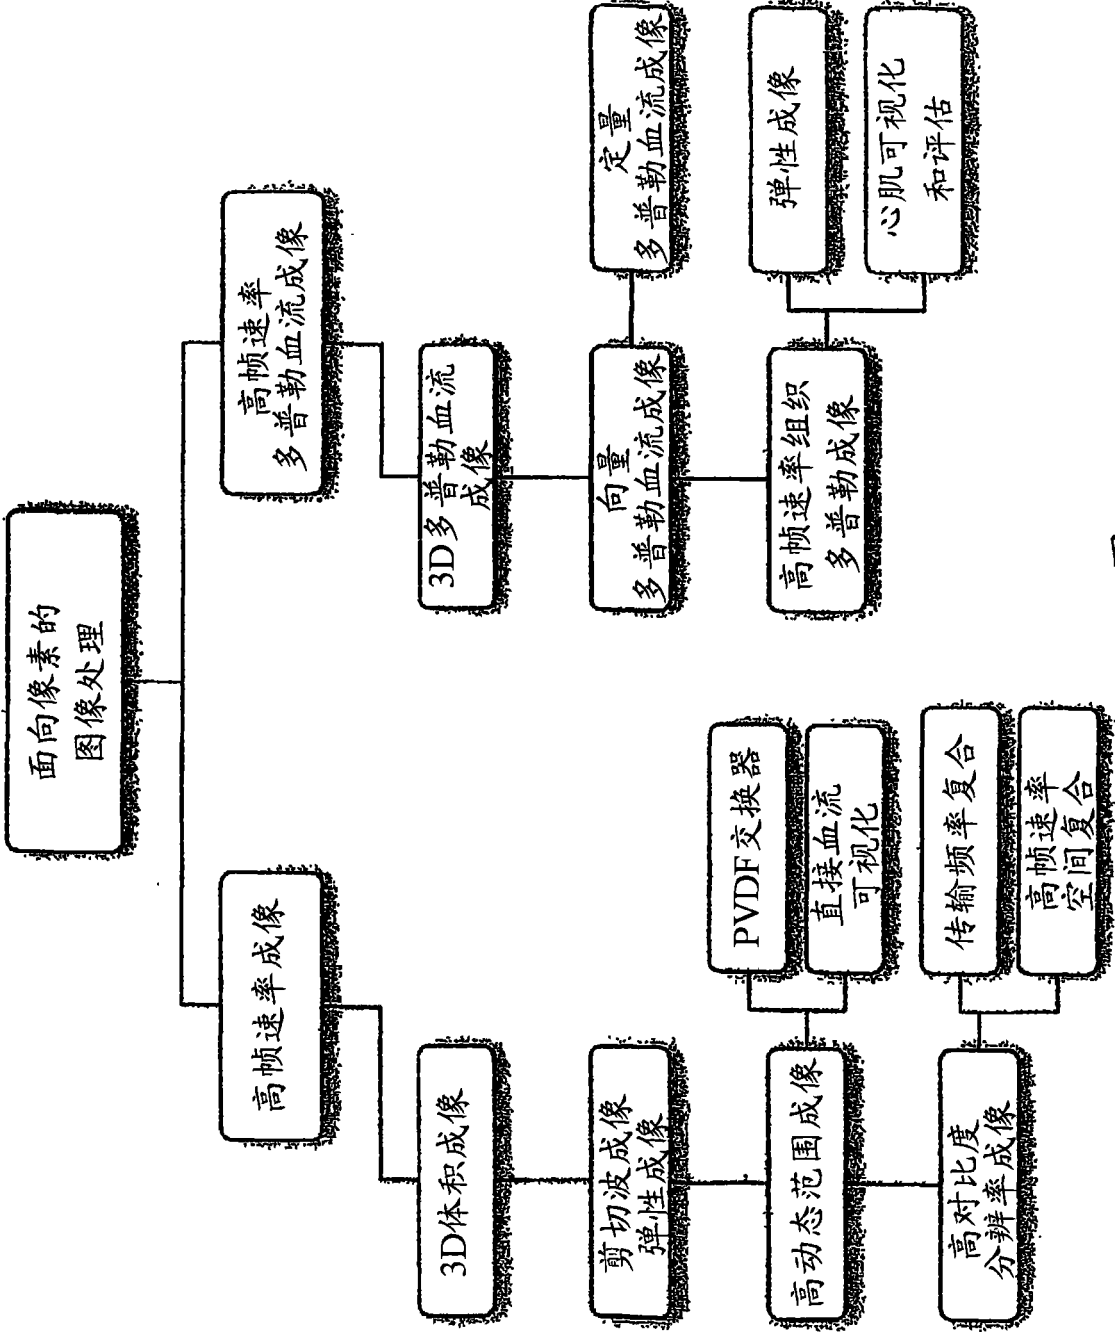 面向像素的
图像处理
高帧速率成像
3D体积成像
剪切波成像
弹性成像
高动态范围成像
PVDF交换器
直接血流
可视化
高对比度
分辨率成像
传输频率复合
高帧速率
空间复合
高帧速率
多普勒血流成像
3D多普勒血流
成像
向量
多普勒血流成像
定量
多普勒血流成像
高帧速率组织
多普勒成像
弹性成像
心肌可视化
和评估